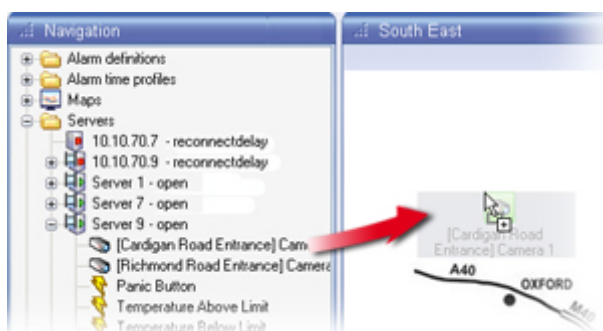 Navigation
Alarm definitions
Alarm time profiles
Maps
Servers
10.10.70.7 - reconnectdelay
10.10.70.9 - reconnectdelay
Server 1 - open
Server 7 - open
Server 9 - open
[Cardigan Road Entrance] Came
[Richmond Road Entrance] Camera
Panic Button
Temperature Above Limit
Temperature Below Limit
South East
[Cardigan Road
Entrance] Camera 1
A40
OXFORD
M40